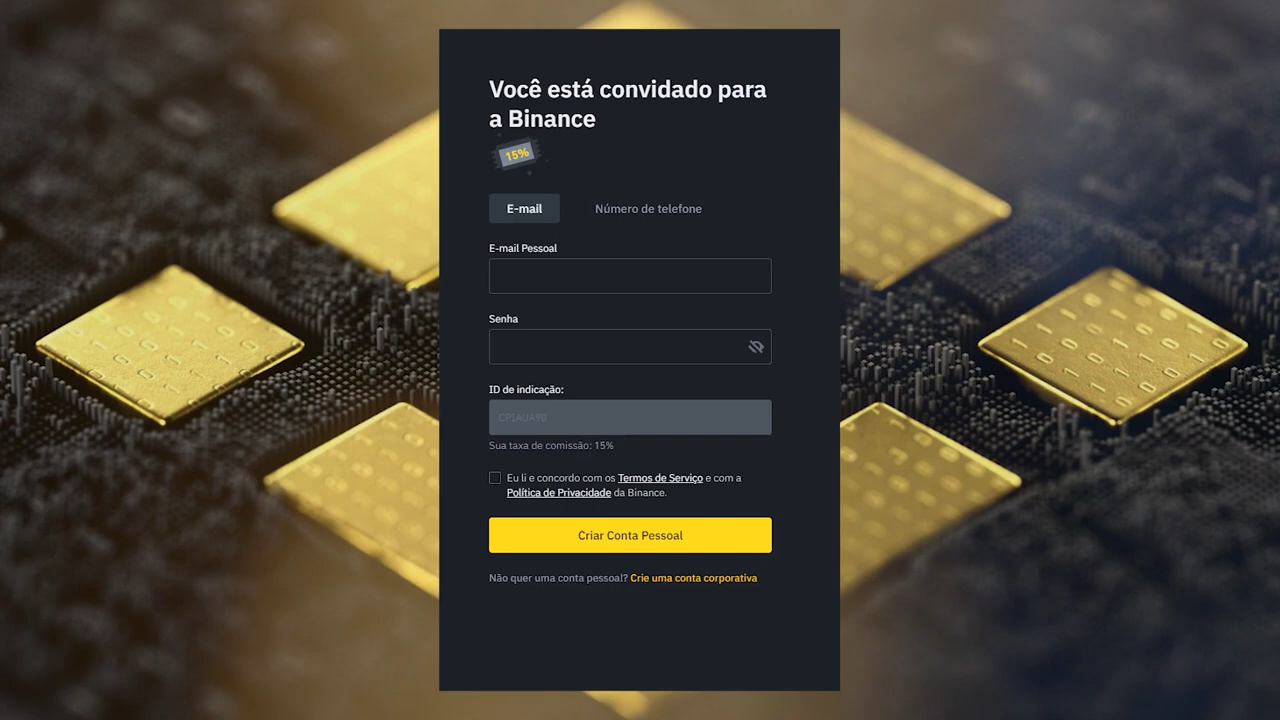 Você está convidado para
a Binance
15%
E-mail
Número de telefone
E-mail Pessoal
Senha
ID de indicação:
CPIAUA9D
Sua taxa de comissão: 15%
Eu li e concordo com os Termos de Serviço e com a
Política de Privacidade da Binance.
Criar Conta Pessoal
Não quer uma conta pessoal? Crie uma conta corporativa